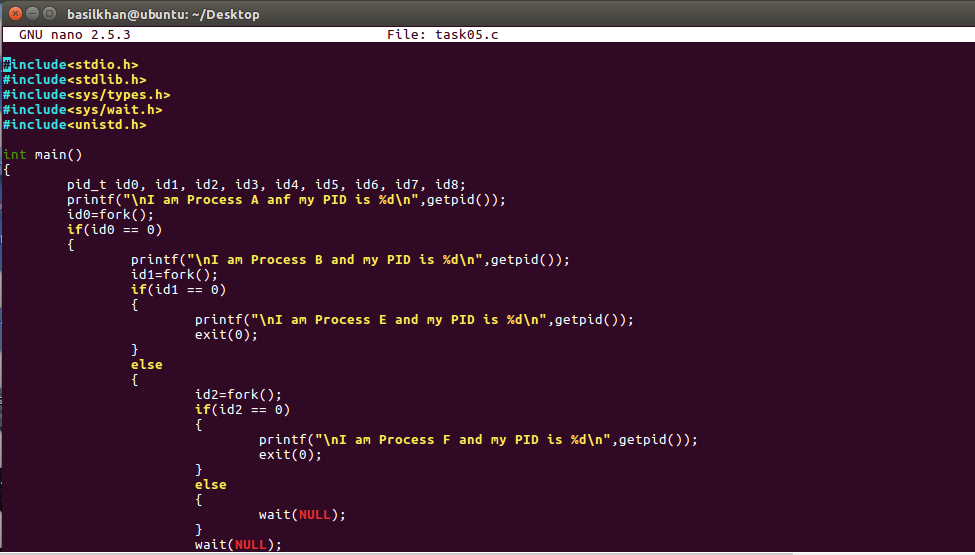 basilkhan@ubuntu: ~/Desktop
GNU nano 2.5.3 File: task05.c
#include<stdio.h>
#include<stdlib.h>
#include<sys/types.h>
#include<sys/wait.h>
#include<unistd.h>
int main()
{
pid_t id0, id1, id2, id3, id4, id5, id6, id7, id8;
printf("\nI am Process A anf my PID is %d\n",getpid());
id0=fork();
if(id0 == 0)
{
printf("\nI am Process B and my PID is %d\n",getpid());
id1=fork();
if(id1 == 0)
{
printf("\nI am Process E and my PID is %d\n",getpid());
exit(0);
}
else
{
id2=fork();
if(id2 == 0)
{
printf("\nI am Process F and my PID is %d\n",getpid());
exit(0);
}
else
{
wait(NULL);
}
wait(NULL);